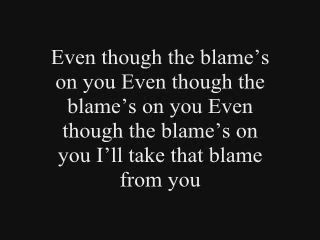 Even though the blame’s
on you Even though the
blame’s on you Even
though the blame’s on
you I’ll take that blame
from you